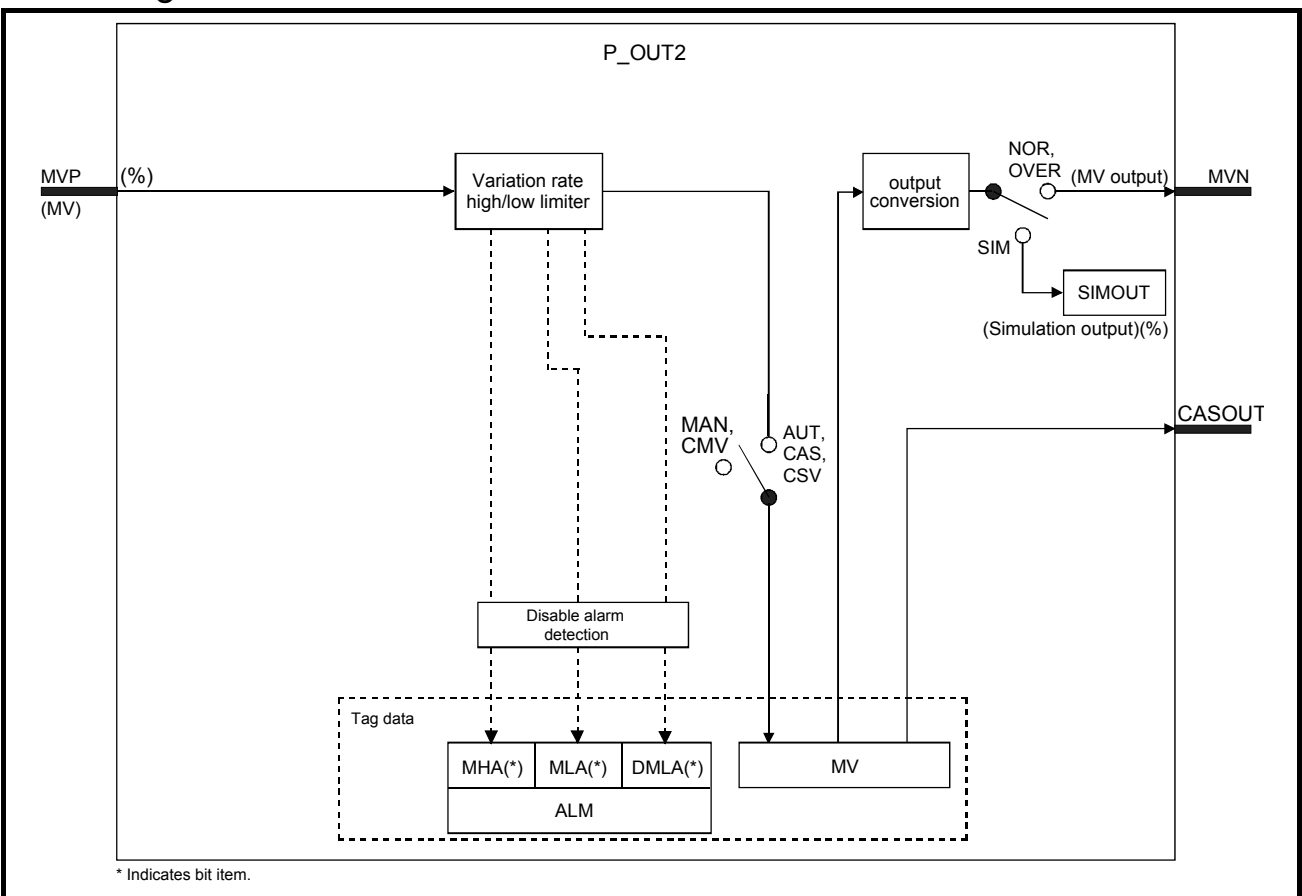 P_OUT2
MVP
(%)
(MV)
Variation rate
high/low limiter
output
conversion
NOR,
OVER
(MV output)
MVN
SIM
SIMOUT
(Simulation output)(%)
CASOUT
MAN,
CMV
AUT,
CAS,
CSV
Disable alarm
detection
Tag data
MHA(*)
MLA(*)
DMLA(*)
MV
ALM
* Indicates bit item.